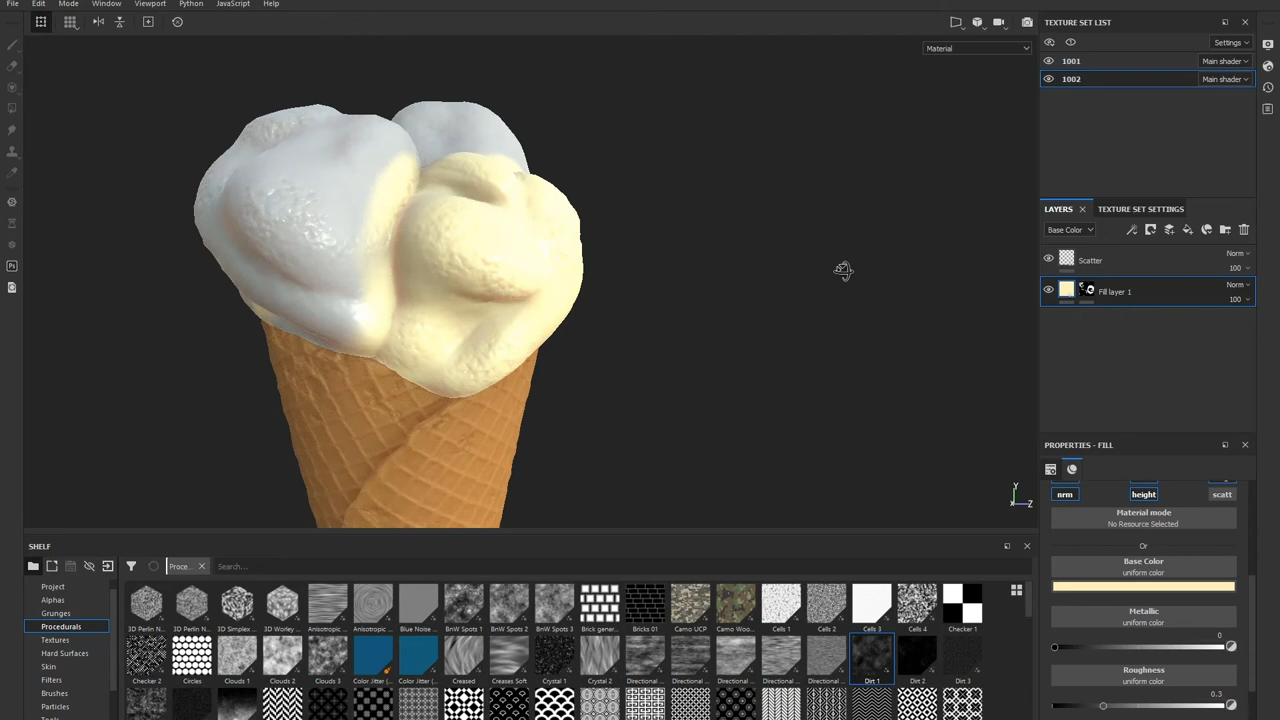 File Edit Mode Window Viewport Python JavaScript Help
TEXTURE SET LIST
Material
Settings
1001 Main shader
1002 Main shader
LAYERS TEXTURE SET SETTINGS
Base Color
Scatter Norm
100
Fill layer 1 Norm
100
PROPERTIES - FILL
nrm height scatt
Material mode
No Resource Selected
Or
Base Color
uniform color
Metallic
uniform color
0
Roughness
uniform color
0.3
Y
X Z
SHELF
Proce... Search...
Project
Alphas
Grunges
Procedurals
Textures
Hard Surfaces
Skin
Filters
Brushes
Particles
Tools
3D Perlin N... 3D Perlin N... 3D Simplex ... 3D Worley ... Anisotropic ... Anisotropic ... Blue Noise ... BnW Spots 1 BnW Spots 2 BnW Spots 3 Brick gener... Bricks 01 Camo UCP Camo Woo... Cells 1 Cells 2 Cells 3 Cells 4 Checker 1
Checker 2 Circles Clouds 1 Clouds 2 Clouds 3 Color Jitter (... Color Jitter (... Creased Creases Soft Crystal 1 Crystal 2 Directional ... Directional ... Directional ... Directional ... Directional ... Dirt 1 Dirt 2 Dirt 3